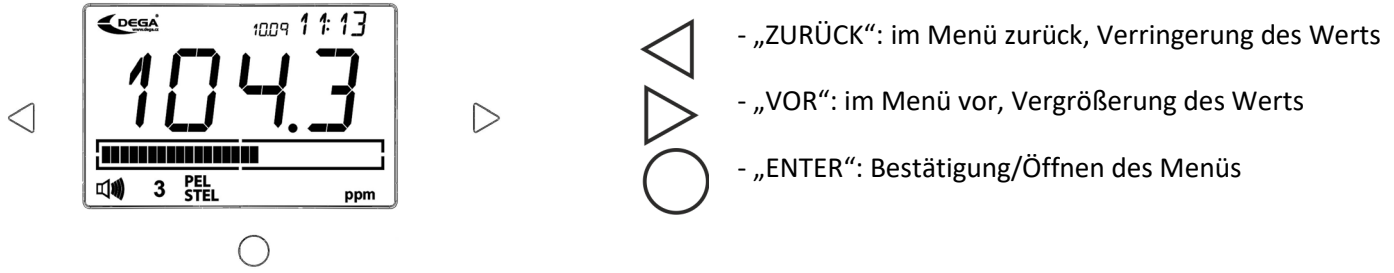 DEGA
www.dega.cz
10.09 11:13
104.3
3 PEL
STEL
ppm
- „ZURÜCK“: im Menü zurück, Verringerung des Werts
- „VOR“: im Menü vor, Vergrößerung des Werts
- „ENTER“: Bestätigung/Öffnen des Menüs